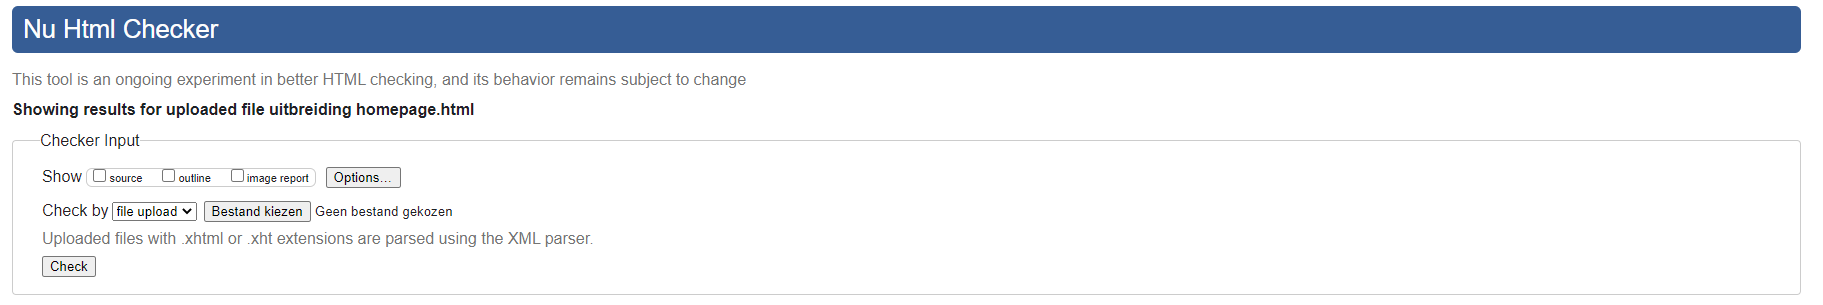 Nu Html Checker
This tool is an ongoing experiment in better HTML checking, and its behavior remains subject to change
Showing results for uploaded file uitbreiding homepage.html
Checker Input
Show source outline image report Options...
Check by file upload Bestand kiezen Geen bestand gekozen
Uploaded files with .xhtml or .xht extensions are parsed using the XML parser.
Check